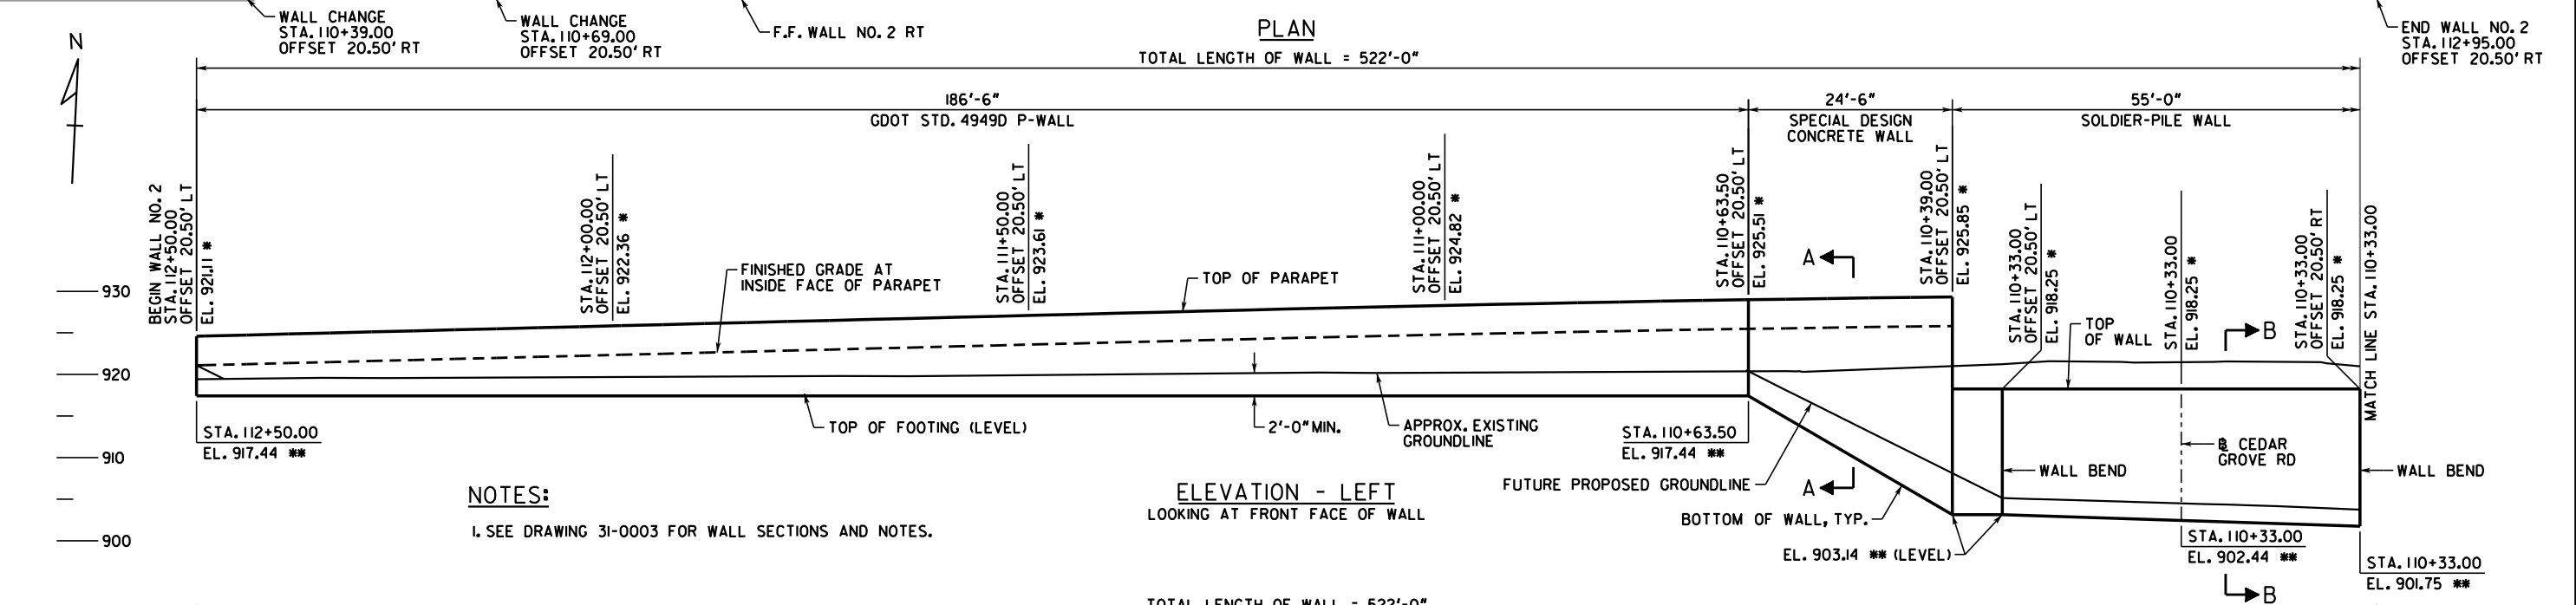 WALL CHANGE
STA. 110+39.00
OFFSET 20.50' RT
WALL CHANGE
STA. 110+69.00
OFFSET 20.50' RT
F.F. WALL NO. 2 RT
PLAN
END WALL NO. 2
STA. 112+95.00
OFFSET 20.50' RT
N
TOTAL LENGTH OF WALL = 522'-0"
186'-6"
GDOT STD. 4949D P-WALL
24'-6"
SPECIAL DESIGN
CONCRETE WALL
55'-0"
SOLDIER-PILE WALL
BEGIN WALL NO. 2
STA. 112+50.00
OFFSET 20.50' LT
EL. 921.11 *
STA. 112+00.00
OFFSET 20.50' LT
EL. 922.36 *
STA. 111+50.00
OFFSET 20.50' LT
EL. 923.61 *
STA. 111+00.00
OFFSET 20.50' LT
EL. 924.82 *
STA. 110+63.50
OFFSET 20.50' LT
EL. 925.51 *
STA. 110+39.00
OFFSET 20.50' LT
EL. 925.85 *
STA. 110+33.00
OFFSET 20.50' LT
EL. 918.25 *
STA. 110+33.00
EL. 918.25 *
STA. 110+33.00
OFFSET 20.50' RT
EL. 918.25 *
MATCH LINE STA. 110+33.00
930
920
910
900
FINISHED GRADE AT
INSIDE FACE OF PARAPET
TOP OF PARAPET
A
B
TOP
OF WALL
STA. 112+50.00
EL. 917.44 **
TOP OF FOOTING (LEVEL)
2'-0" MIN.
APPROX. EXISTING
GROUNDLINE
STA. 110+63.50
EL. 917.44 **
FUTURE PROPOSED GROUNDLINE
A
WALL BEND
℄ CEDAR
GROVE RD
WALL BEND
NOTES:
1. SEE DRAWING 31-0003 FOR WALL SECTIONS AND NOTES.
ELEVATION - LEFT
LOOKING AT FRONT FACE OF WALL
BOTTOM OF WALL, TYP.
EL. 903.14 ** (LEVEL)
STA. 110+33.00
EL. 902.44 **
STA. 110+33.00
EL. 901.75 **
B
TOTAL LENGTH OF WALL = 522'-0"